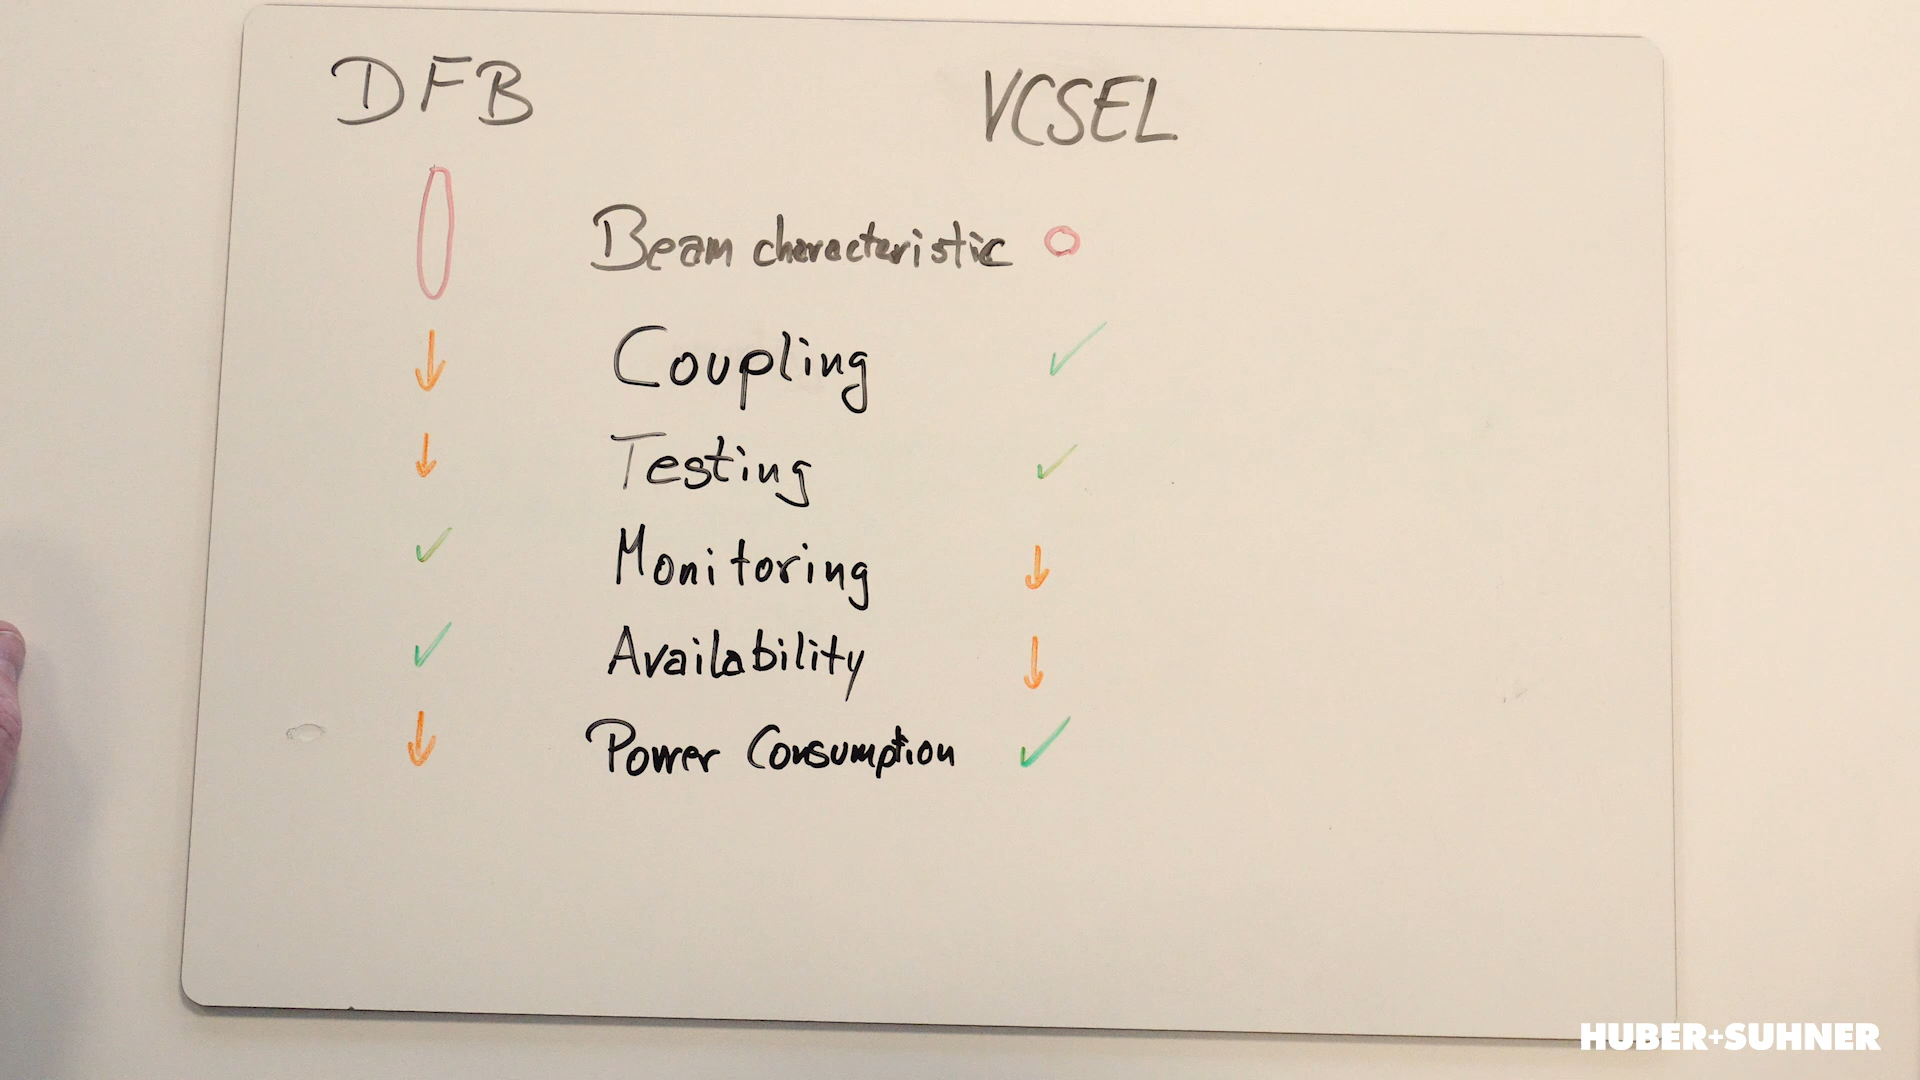 DFB VCSEL
Beam characteristic
↓ Coupling ✓
↓ Testing ✓
✓ Monitoring ↓
✓ Availability ↓
↓ Power Consumption ✓
HUBER+SUHNER